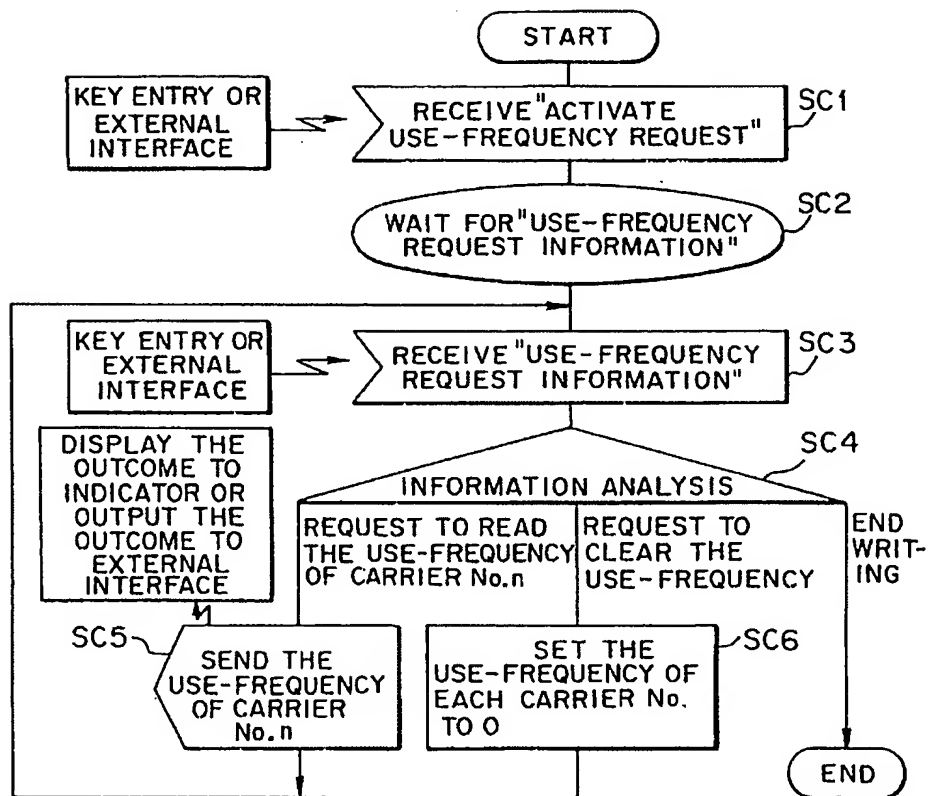 START
KEY ENTRY OR
EXTERNAL
INTERFACE
RECEIVE "ACTIVATE
USE-FREQUENCY REQUEST"
SC1
WAIT FOR "USE-FREQUENCY
REQUEST INFORMATION"
SC2
KEY ENTRY OR
EXTERNAL
INTERFACE
RECEIVE "USE-FREQUENCY
REQUEST INFORMATION"
SC3
DISPLAY THE
OUTCOME TO
INDICATOR OR
OUTPUT THE
OUTCOME TO
EXTERNAL
INTERFACE
INFORMATION ANALYSIS
SC4
REQUEST TO READ
THE USE-FREQUENCY
OF CARRIER No.n
REQUEST TO
CLEAR THE
USE-FREQUENCY
END
WRIT-
ING
SC5
SEND THE
USE-FREQUENCY
OF CARRIER
No.n
SET THE
USE-FREQUENCY OF
EACH CARRIER No.
TO 0
SC6
END